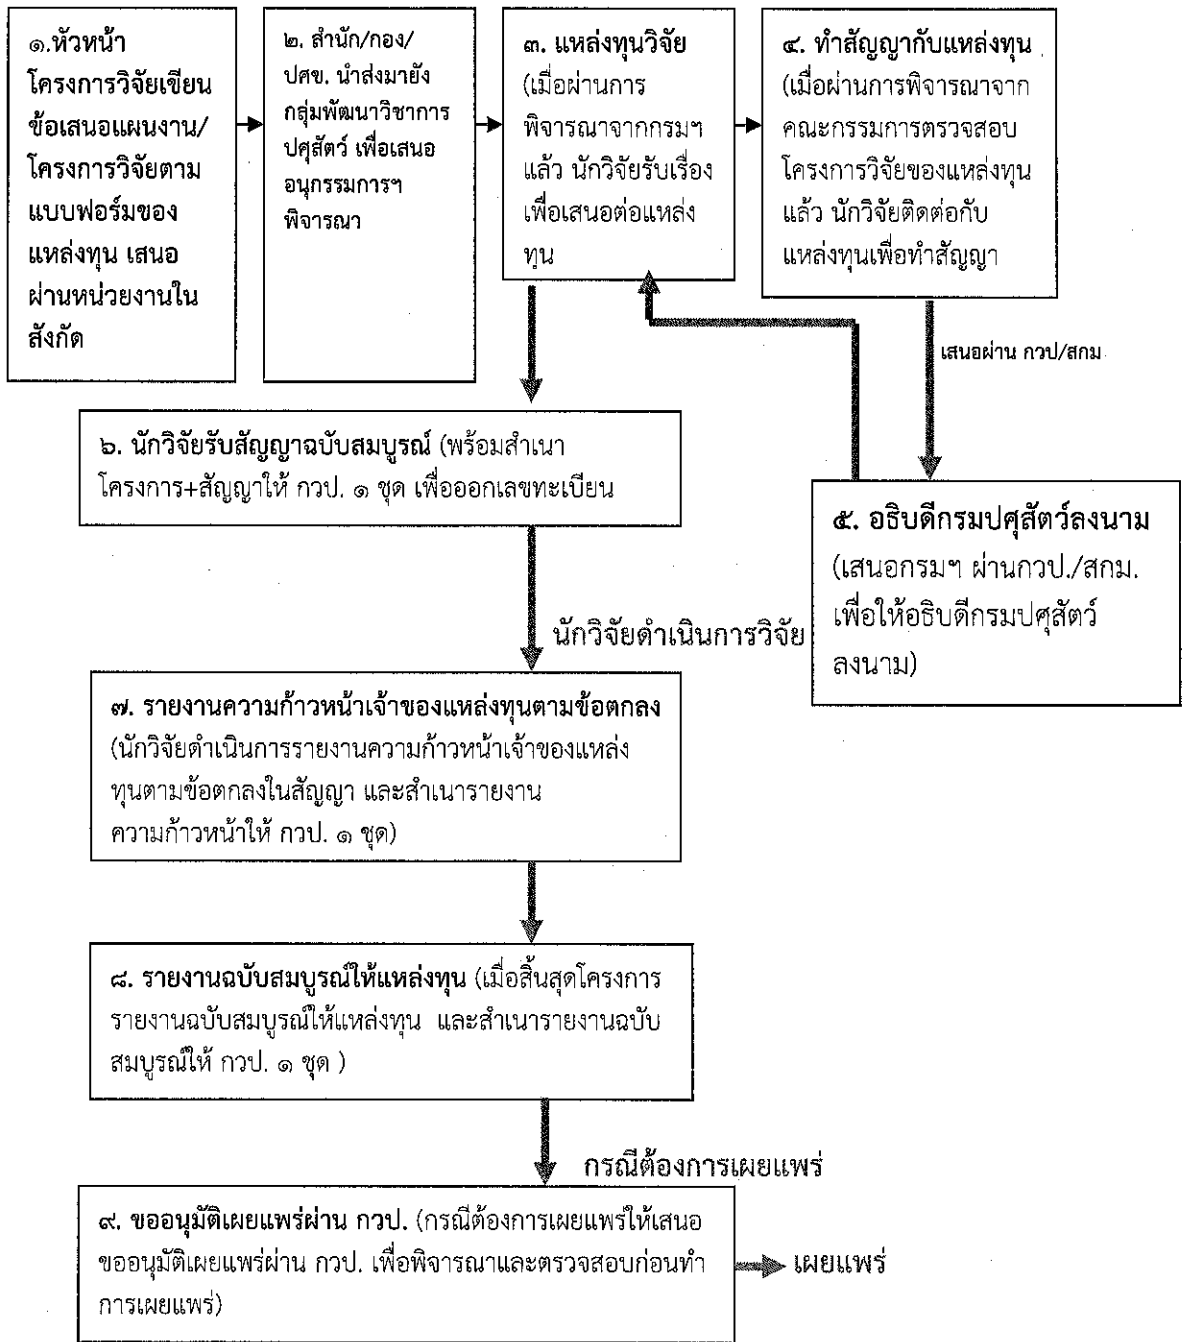 ๑.หัวหน้า
โครงการวิจัยเขียน
ข้อเสนอแผนงาน/
โครงการวิจัยตาม
แบบฟอร์มของ
แหล่งทุน เสนอ
ผ่านหน่วยงานใน
สังกัด
๒. สำนัก/กอง/
ปศข. นำส่งมายัง
กลุ่มพัฒนาวิชาการ
ปศุสัตว์ เพื่อเสนอ
อนุกรรมการฯ
พิจารณา
๓. แหล่งทุนวิจัย
(เมื่อผ่านการ
พิจารณาจากกรมฯ
แล้ว นักวิจัยรับเรื่อง
เพื่อเสนอต่อแหล่ง
ทุน
๔. ทำสัญญากับแหล่งทุน
(เมื่อผ่านการพิจารณาจาก
คณะกรรมการตรวจสอบ
โครงการวิจัยของแหล่งทุน
แล้ว นักวิจัยติดต่อกับ
แหล่งทุนเพื่อทำสัญญา
เสนอผ่าน กวป/สกม
๕. อธิบดีกรมปศุสัตว์ลงนาม
(เสนอกรมฯ ผ่านกวป./สกม.
เพื่อให้อธิบดีกรมปศุสัตว์
ลงนาม)
๖. นักวิจัยรับสัญญาฉบับสมบูรณ์ (พร้อมสำเนา
โครงการ+สัญญาให้ กวป. ๑ ชุด เพื่อออกเลขทะเบียน
นักวิจัยดำเนินการวิจัย
๗. รายงานความก้าวหน้าเจ้าของแหล่งทุนตามข้อตกลง
(นักวิจัยดำเนินการรายงานความก้าวหน้าเจ้าของแหล่ง
ทุนตามข้อตกลงในสัญญา และสำเนารายงาน
ความก้าวหน้าให้ กวป. ๑ ชุด)
๘. รายงานฉบับสมบูรณ์ให้แหล่งทุน (เมื่อสิ้นสุดโครงการ
รายงานฉบับสมบูรณ์ให้แหล่งทุน และสำเนารายงานฉบับ
สมบูรณ์ให้ กวป. ๑ ชุด )
กรณีต้องการเผยแพร่
๙. ขออนุมัติเผยแพร่ผ่าน กวป. (กรณีต้องการเผยแพร่ให้เสนอ
ขออนุมัติเผยแพร่ผ่าน กวป. เพื่อพิจารณาและตรวจสอบก่อนทำ
การเผยแพร่)
เผยแพร่